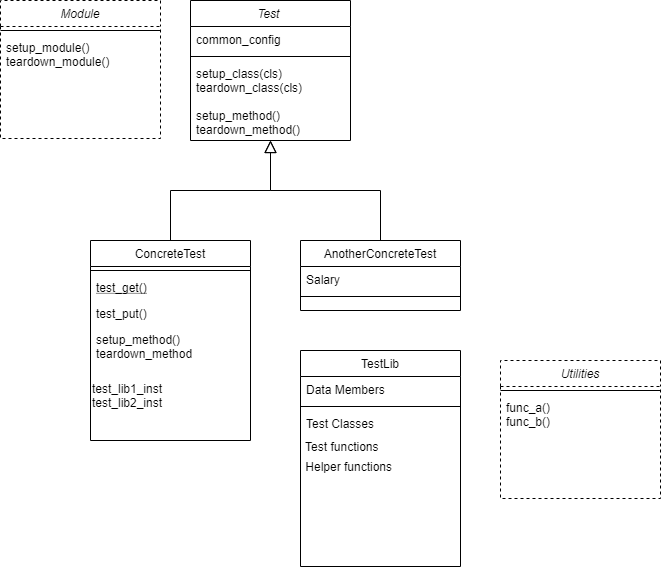 Module
setup_module()
teardown_module()
Test
common_config
setup_class(cls)
teardown_class(cls)
setup_method()
teardown_method()
ConcreteTest
test_get()
test_put()
setup_method()
teardown_method
test_lib1_inst
test_lib2_inst
AnotherConcreteTest
Salary
TestLib
Data Members
Test Classes
Test functions
Helper functions
Utilities
func_a()
func_b()